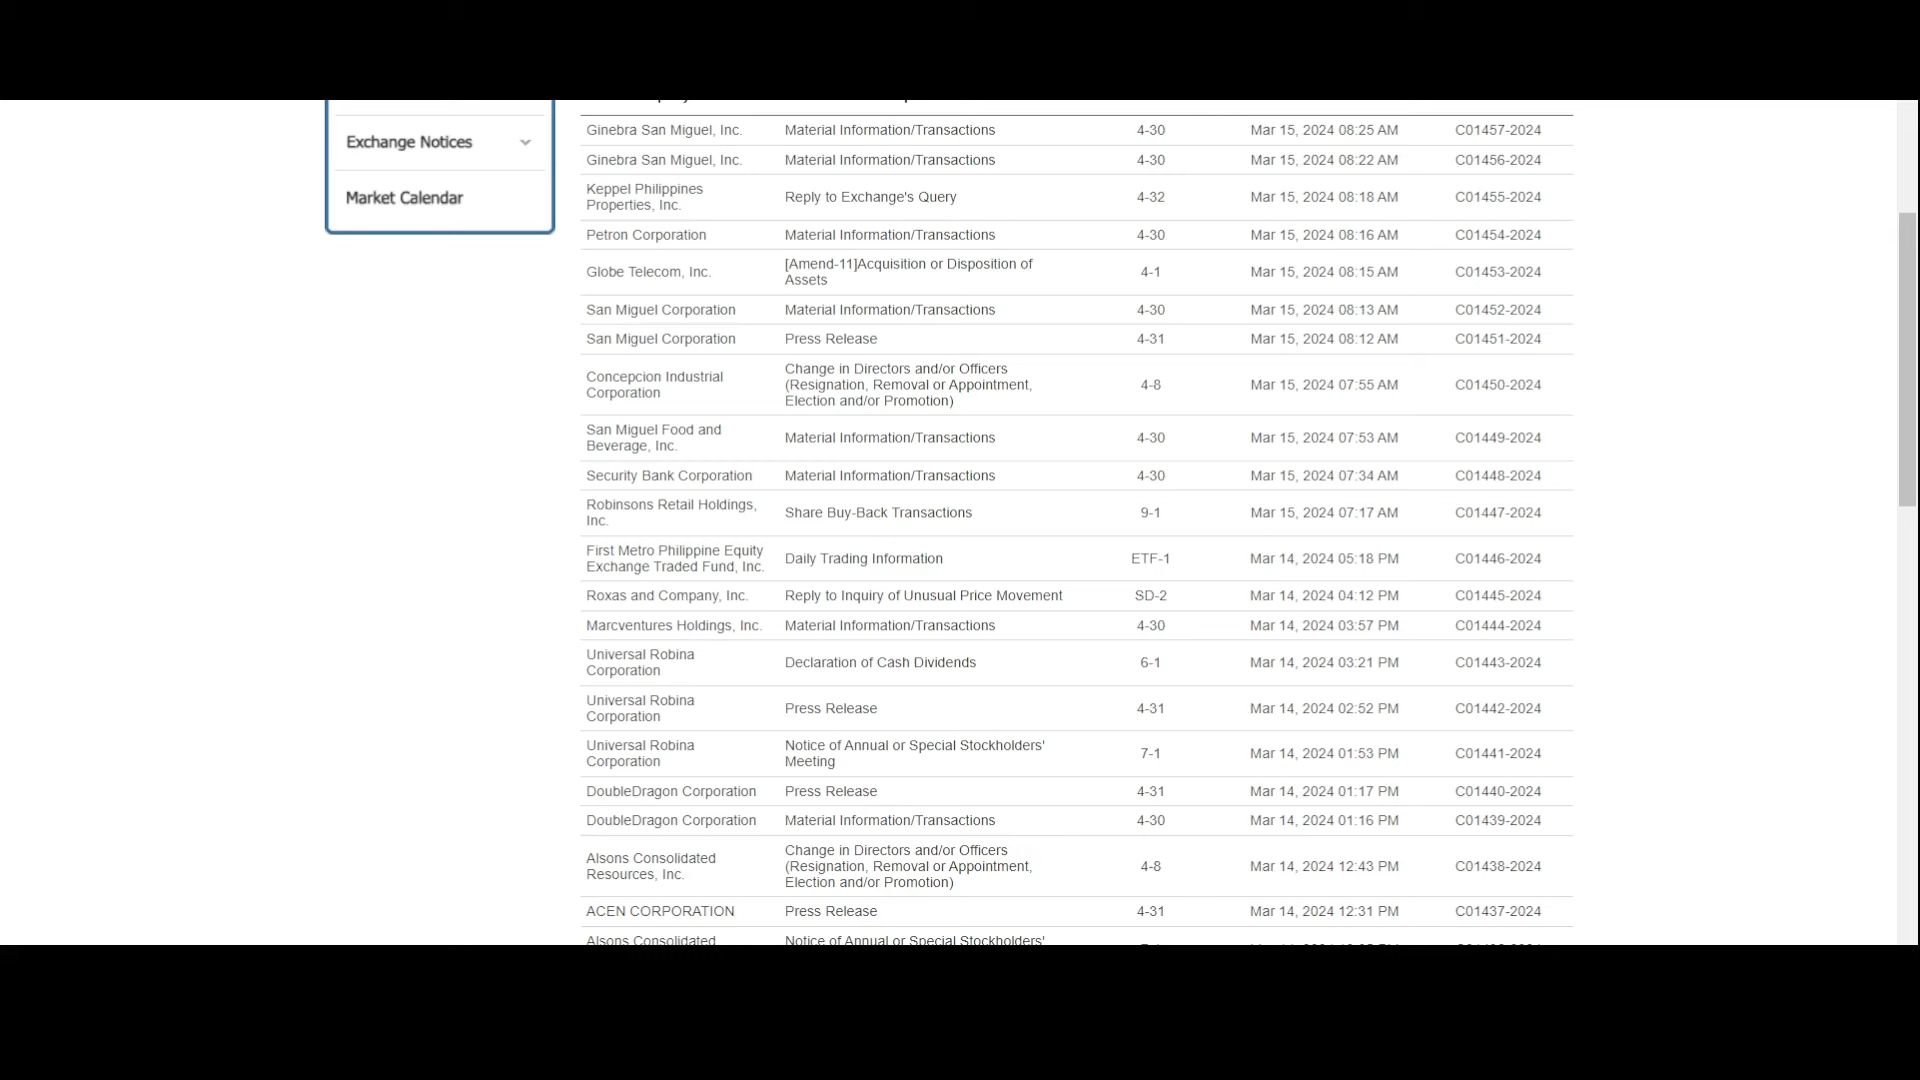 Exchange Notices
Market Calendar
Ginebra San Miguel, Inc. Material Information/Transactions 4-30 Mar 15, 2024 08:25 AM C01457-2024
Ginebra San Miguel, Inc. Material Information/Transactions 4-30 Mar 15, 2024 08:22 AM C01456-2024
Keppel Philippines
Properties, Inc. Reply to Exchange's Query 4-32 Mar 15, 2024 08:18 AM C01455-2024
Petron Corporation Material Information/Transactions 4-30 Mar 15, 2024 08:16 AM C01454-2024
Globe Telecom, Inc. [Amend-11]Acquisition or Disposition of
Assets 4-1 Mar 15, 2024 08:15 AM C01453-2024
San Miguel Corporation Material Information/Transactions 4-30 Mar 15, 2024 08:13 AM C01452-2024
San Miguel Corporation Press Release 4-31 Mar 15, 2024 08:12 AM C01451-2024
Concepcion Industrial
Corporation Change in Directors and/or Officers
(Resignation, Removal or Appointment,
Election and/or Promotion) 4-8 Mar 15, 2024 07:55 AM C01450-2024
San Miguel Food and
Beverage, Inc. Material Information/Transactions 4-30 Mar 15, 2024 07:53 AM C01449-2024
Security Bank Corporation Material Information/Transactions 4-30 Mar 15, 2024 07:34 AM C01448-2024
Robinsons Retail Holdings,
Inc. Share Buy-Back Transactions 9-1 Mar 15, 2024 07:17 AM C01447-2024
First Metro Philippine Equity
Exchange Traded Fund, Inc. Daily Trading Information ETF-1 Mar 14, 2024 05:18 PM C01446-2024
Roxas and Company, Inc. Reply to Inquiry of Unusual Price Movement SD-2 Mar 14, 2024 04:12 PM C01445-2024
Marcventures Holdings, Inc. Material Information/Transactions 4-30 Mar 14, 2024 03:57 PM C01444-2024
Universal Robina
Corporation Declaration of Cash Dividends 6-1 Mar 14, 2024 03:21 PM C01443-2024
Universal Robina
Corporation Press Release 4-31 Mar 14, 2024 02:52 PM C01442-2024
Universal Robina
Corporation Notice of Annual or Special Stockholders'
Meeting 7-1 Mar 14, 2024 01:53 PM C01441-2024
DoubleDragon Corporation Press Release 4-31 Mar 14, 2024 01:17 PM C01440-2024
DoubleDragon Corporation Material Information/Transactions 4-30 Mar 14, 2024 01:16 PM C01439-2024
Alsons Consolidated
Resources, Inc. Change in Directors and/or Officers
(Resignation, Removal or Appointment,
Election and/or Promotion) 4-8 Mar 14, 2024 12:43 PM C01438-2024
ACEN CORPORATION Press Release 4-31 Mar 14, 2024 12:31 PM C01437-2024
Alsons Consolidated Notice of Annual or Special Stockholders'